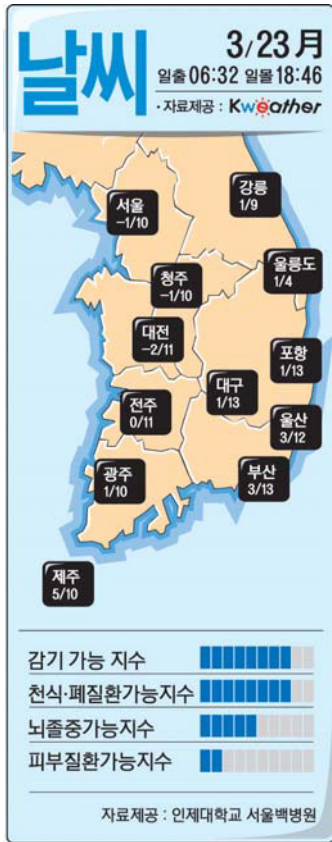 날씨
3/23 月
일출 06:32 일몰 18:46
·자료제공 : Kweather
강릉
1/9
서울
-1/10
울릉도
1/4
청주
-1/10
대전
-2/11
포항
1/13
대구
1/13
전주
0/11
울산
3/12
광주
1/10
부산
3/13
제주
5/10
감기 가능 지수
천식·폐질환가능지수
뇌졸중가능지수
피부질환가능지수
자료제공 : 인제대학교 서울백병원